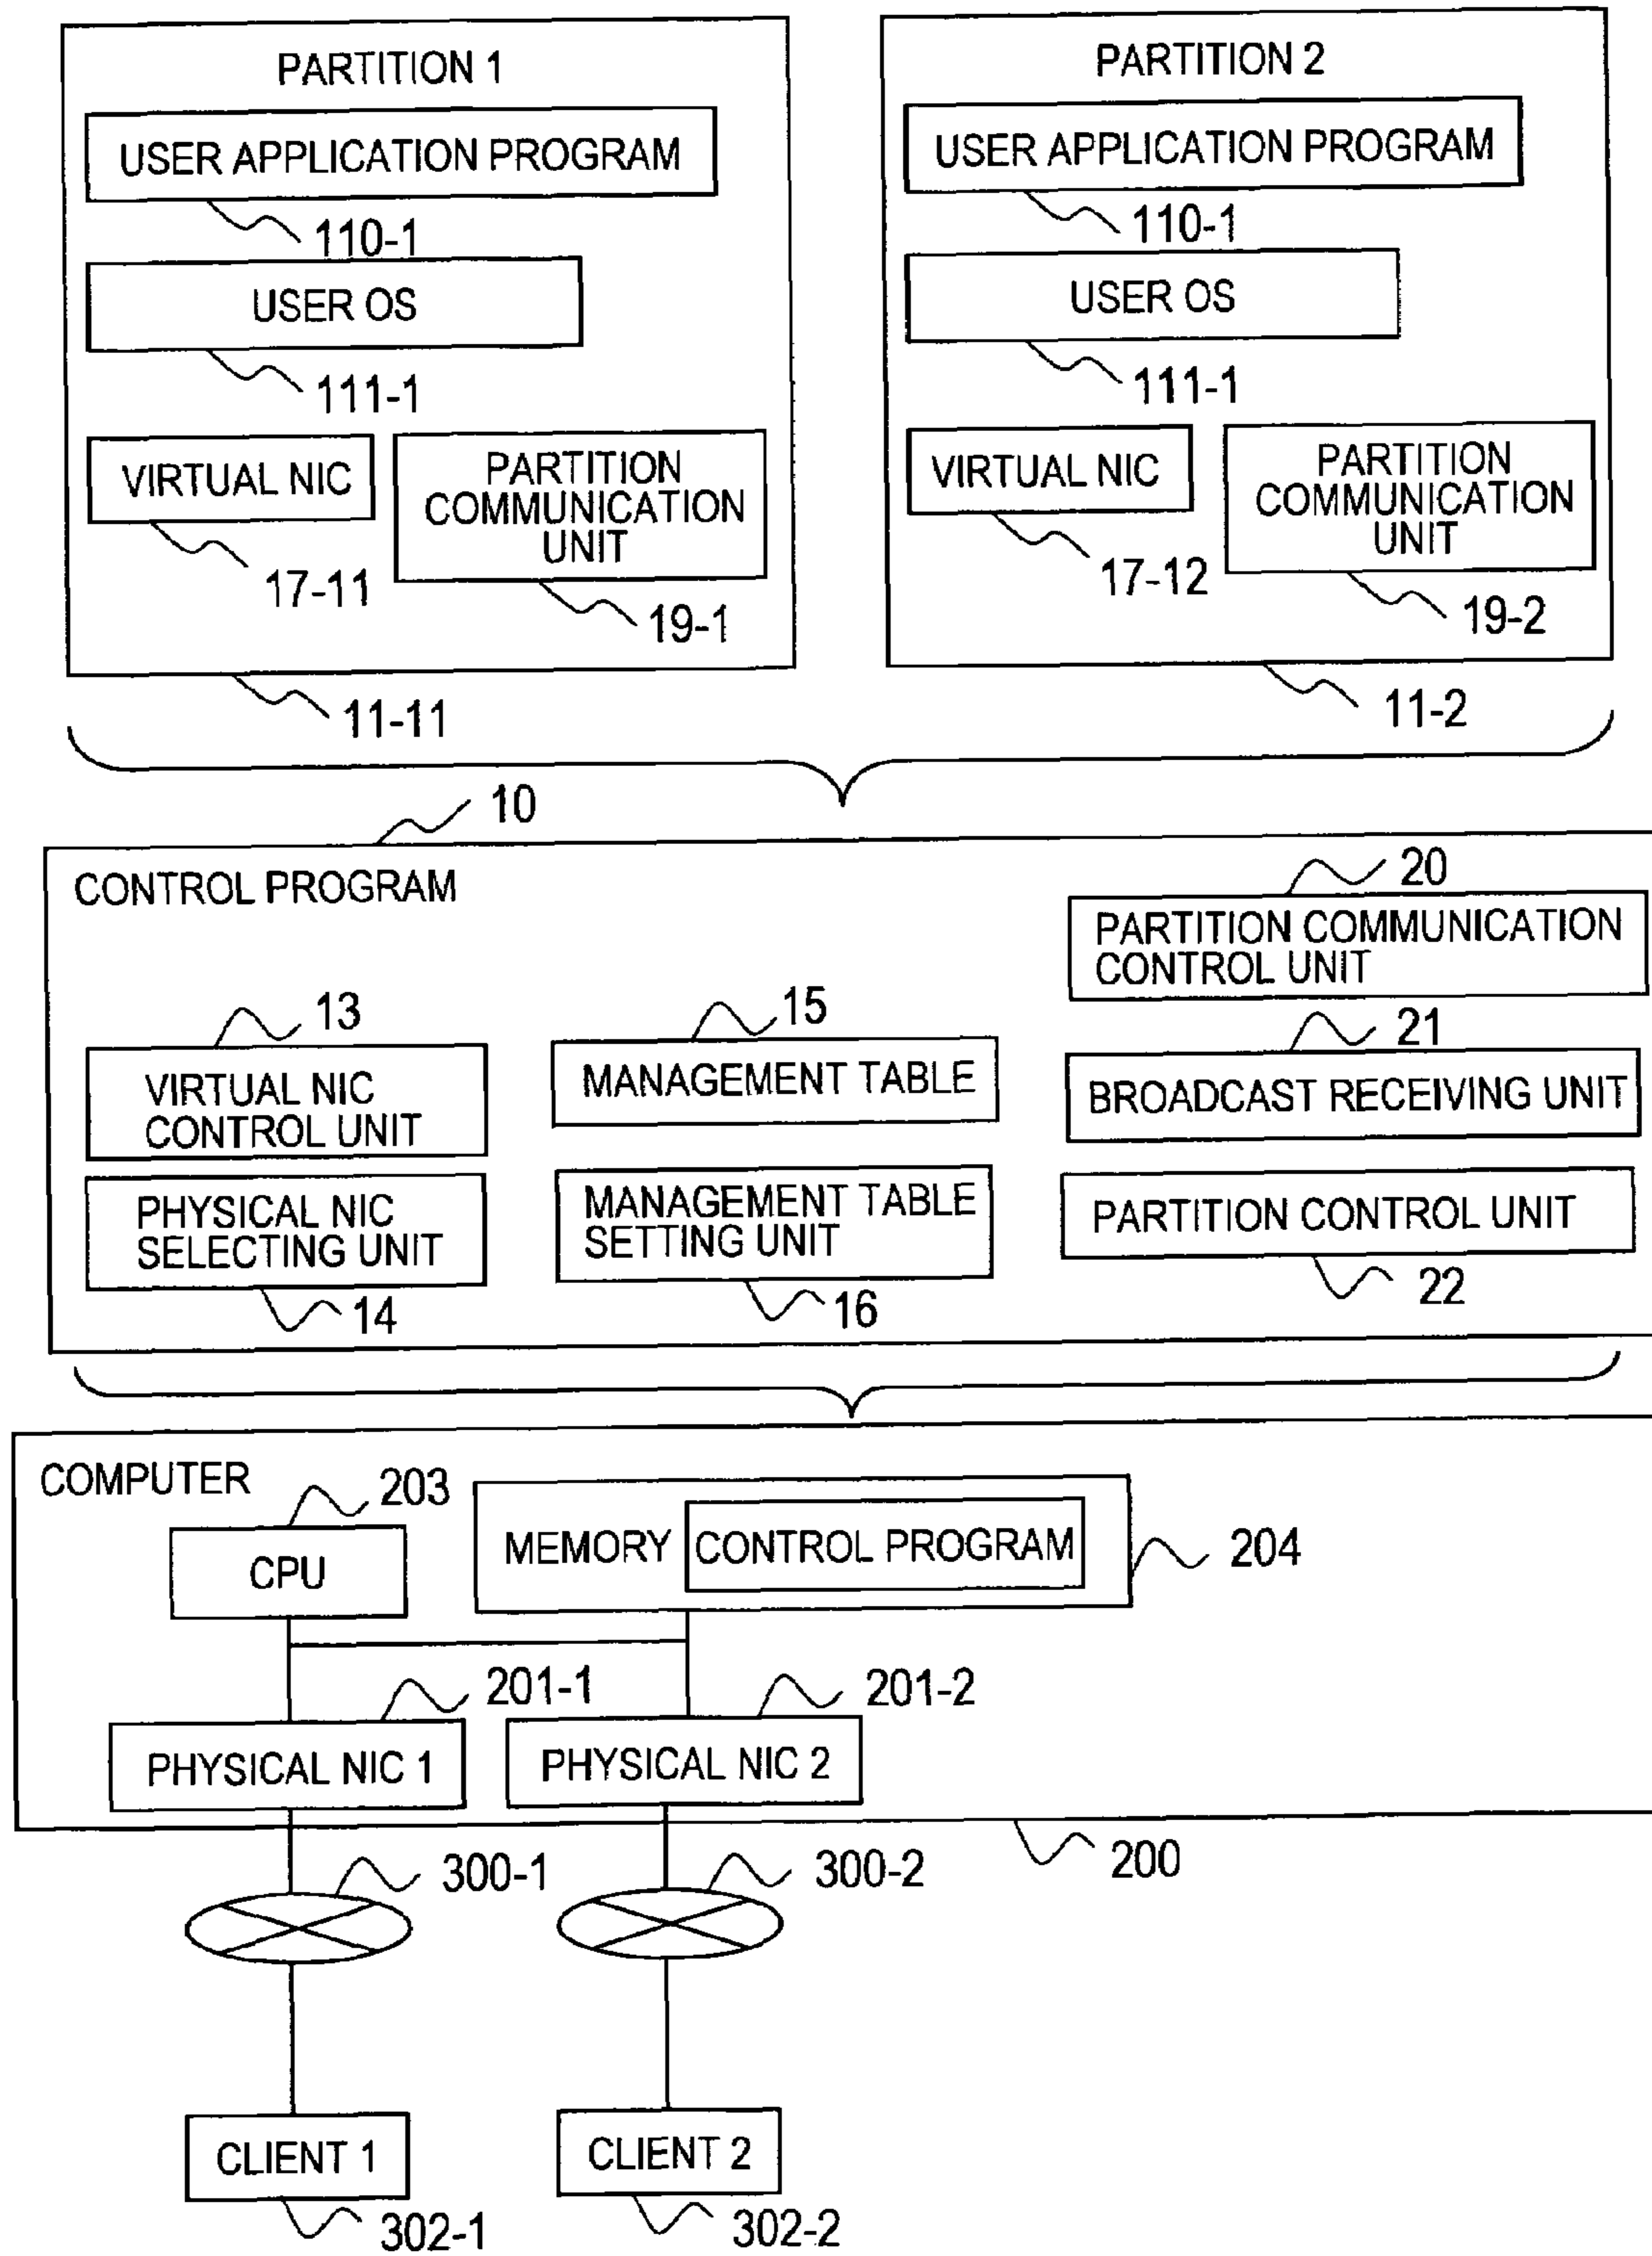 PARTITION 1
USER APPLICATION PROGRAM
110-1
USER OS
111-1
VIRTUAL NIC
17-11
PARTITION
COMMUNICATION
UNIT
19-1
11-11
PARTITION 2
USER APPLICATION PROGRAM
110-1
USER OS
111-1
VIRTUAL NIC
17-12
PARTITION
COMMUNICATION
UNIT
19-2
11-2
10
CONTROL PROGRAM
20
PARTITION COMMUNICATION
CONTROL UNIT
13
VIRTUAL NIC
CONTROL UNIT
15
MANAGEMENT TABLE
21
BROADCAST RECEIVING UNIT
PHYSICAL NIC
SELECTING UNIT
14
MANAGEMENT TABLE
SETTING UNIT
16
PARTITION CONTROL UNIT
22
COMPUTER
203
CPU
MEMORY
CONTROL PROGRAM
204
201-1
PHYSICAL NIC 1
201-2
PHYSICAL NIC 2
200
300-1
300-2
CLIENT 1
302-1
CLIENT 2
302-2